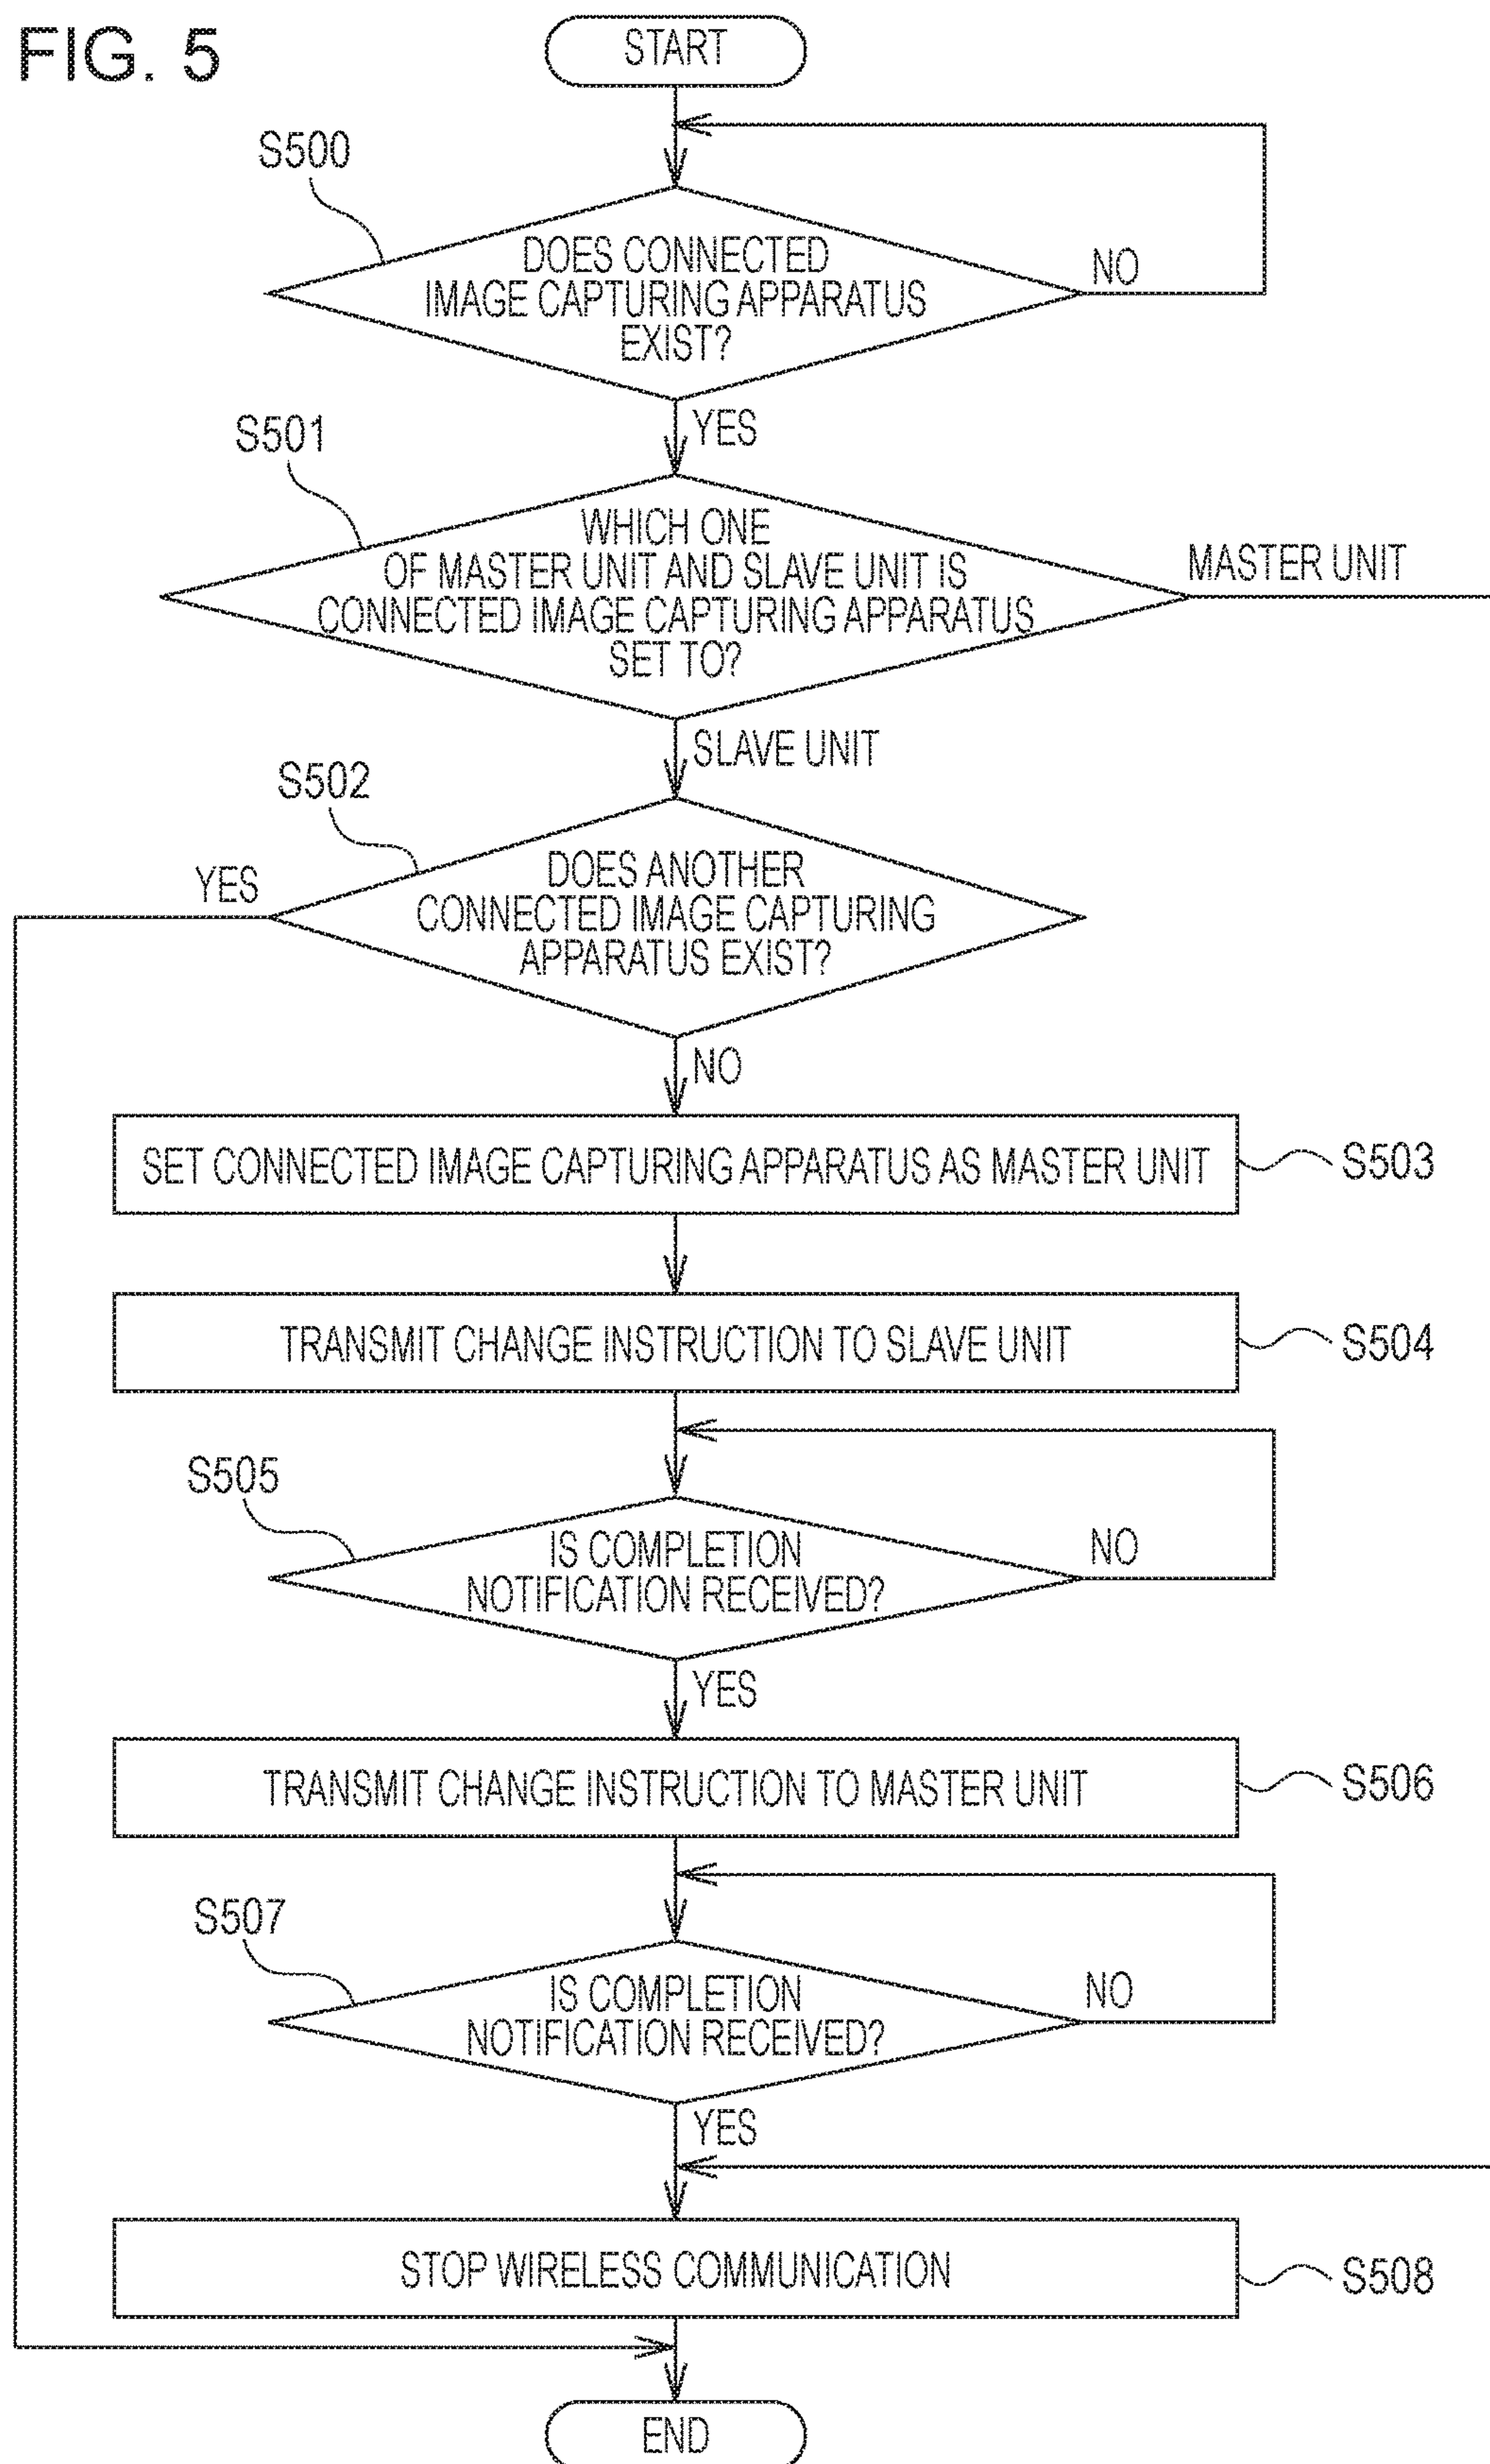 FIG. 5
START
S500
DOES CONNECTED
IMAGE CAPTURING APPARATUS
EXIST?
NO
YES
S501
WHICH ONE
OF MASTER UNIT AND SLAVE UNIT IS
CONNECTED IMAGE CAPTURING APPARATUS
SET TO?
MASTER UNIT
SLAVE UNIT
S502
DOES ANOTHER
CONNECTED IMAGE CAPTURING
APPARATUS EXIST?
YES
NO
SET CONNECTED IMAGE CAPTURING APPARATUS AS MASTER UNIT
S503
TRANSMIT CHANGE INSTRUCTION TO SLAVE UNIT
S504
S505
IS COMPLETION
NOTIFICATION RECEIVED?
NO
YES
TRANSMIT CHANGE INSTRUCTION TO MASTER UNIT
S506
S507
IS COMPLETION
NOTIFICATION RECEIVED?
NO
YES
STOP WIRELESS COMMUNICATION
S508
END